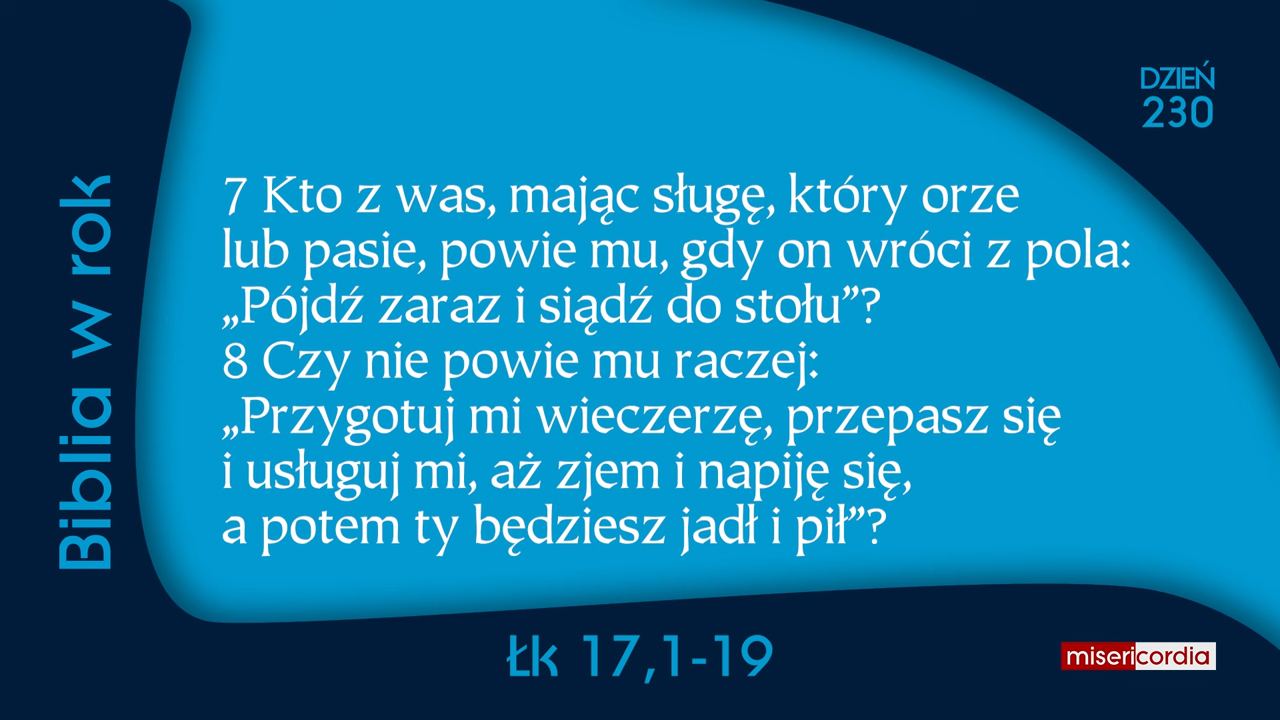 DZIEŃ
230
Biblia w rok
7 Kto z was, mając sługę, który orze
lub pasie, powie mu, gdy on wróci z pola:
„Pójdź zaraz i siądź do stołu”?
8 Czy nie powie mu raczej:
„Przygotuj mi wieczerzę, przepasz się
i usługuj mi, aż zjem i napiję się,
a potem ty będziesz jadł i pił”?
Łk 17,1-19
misericordia